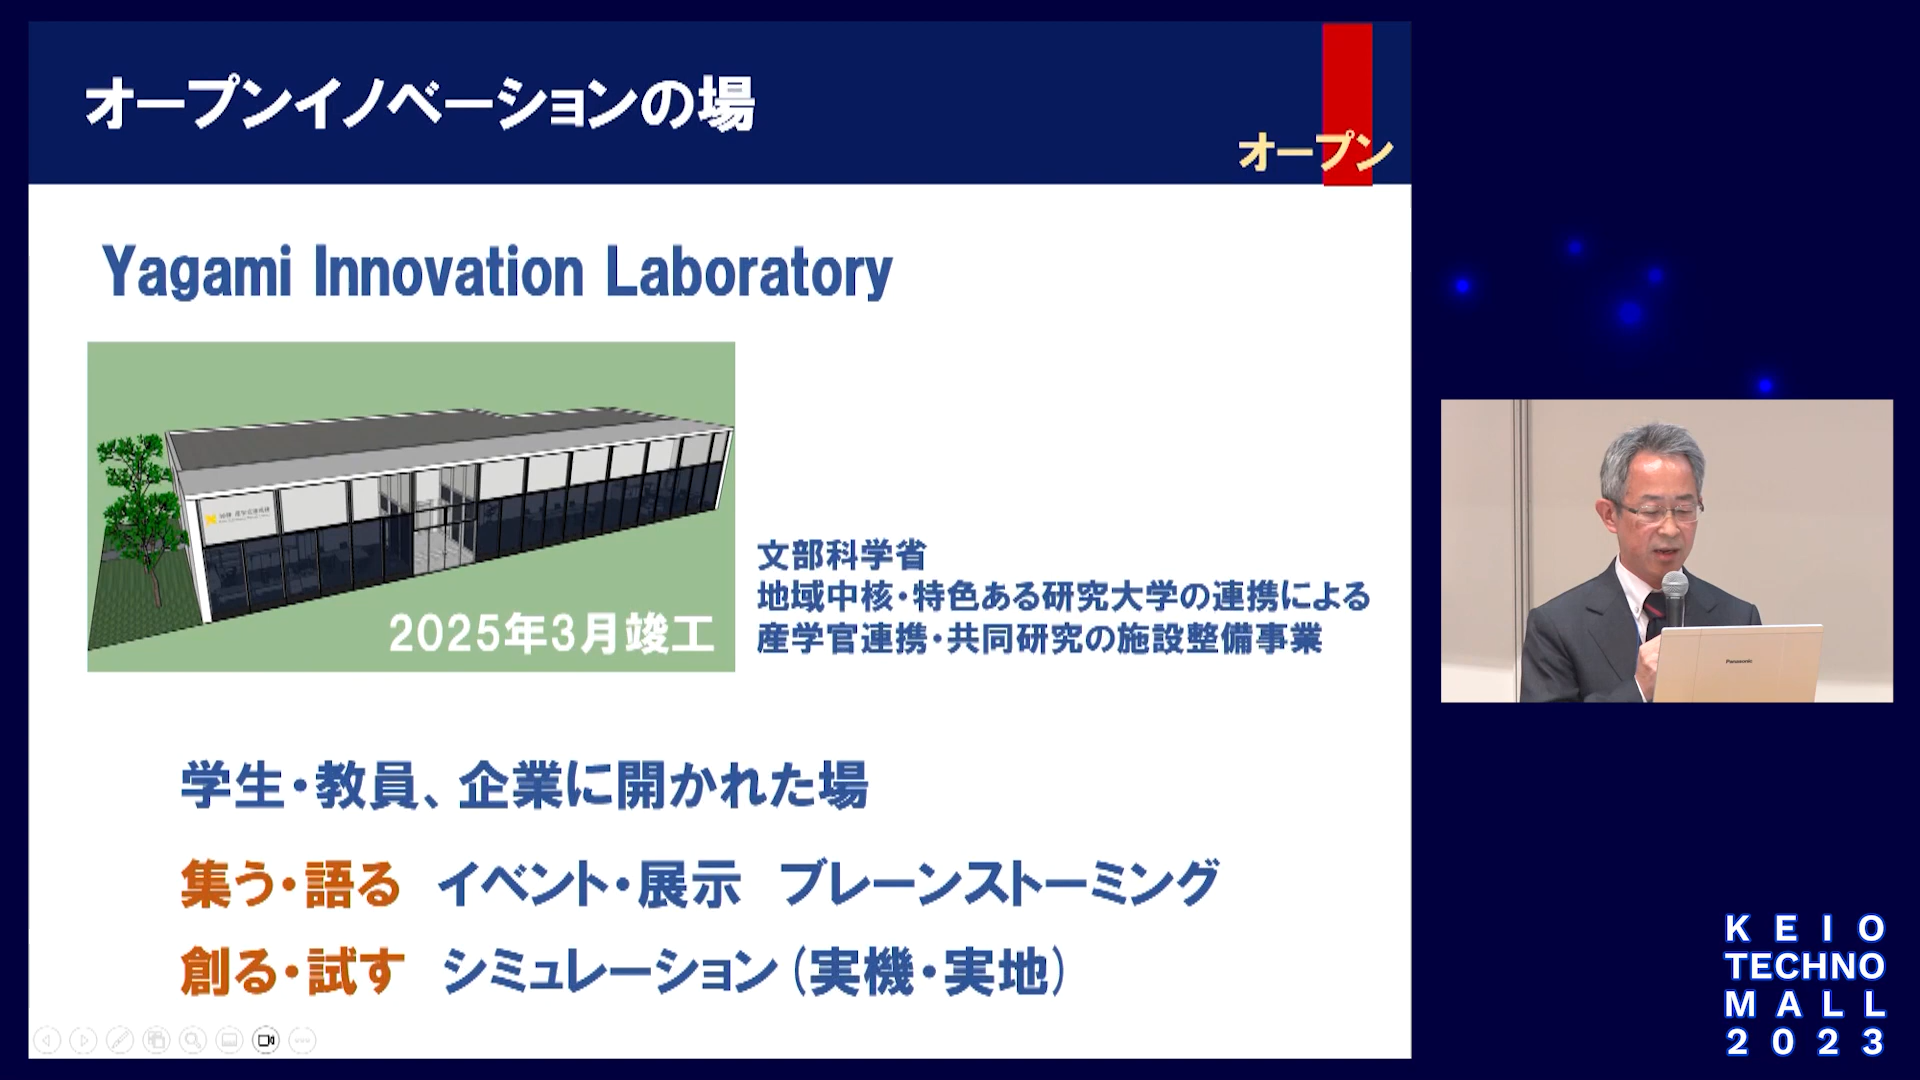 オープンイノベーションの場
オープン
Yagami Innovation Laboratory
2025年3月竣工
文部科学省
地域中核・特色ある研究大学の連携による
産学官連携・共同研究の施設整備事業
学生・教員、企業に開かれた場
集う・語る イベント・展示 ブレーンストーミング
創る・試す シミュレーション(実機・実地)
Panasonic
KEIO
TECHNO
MALL
2023